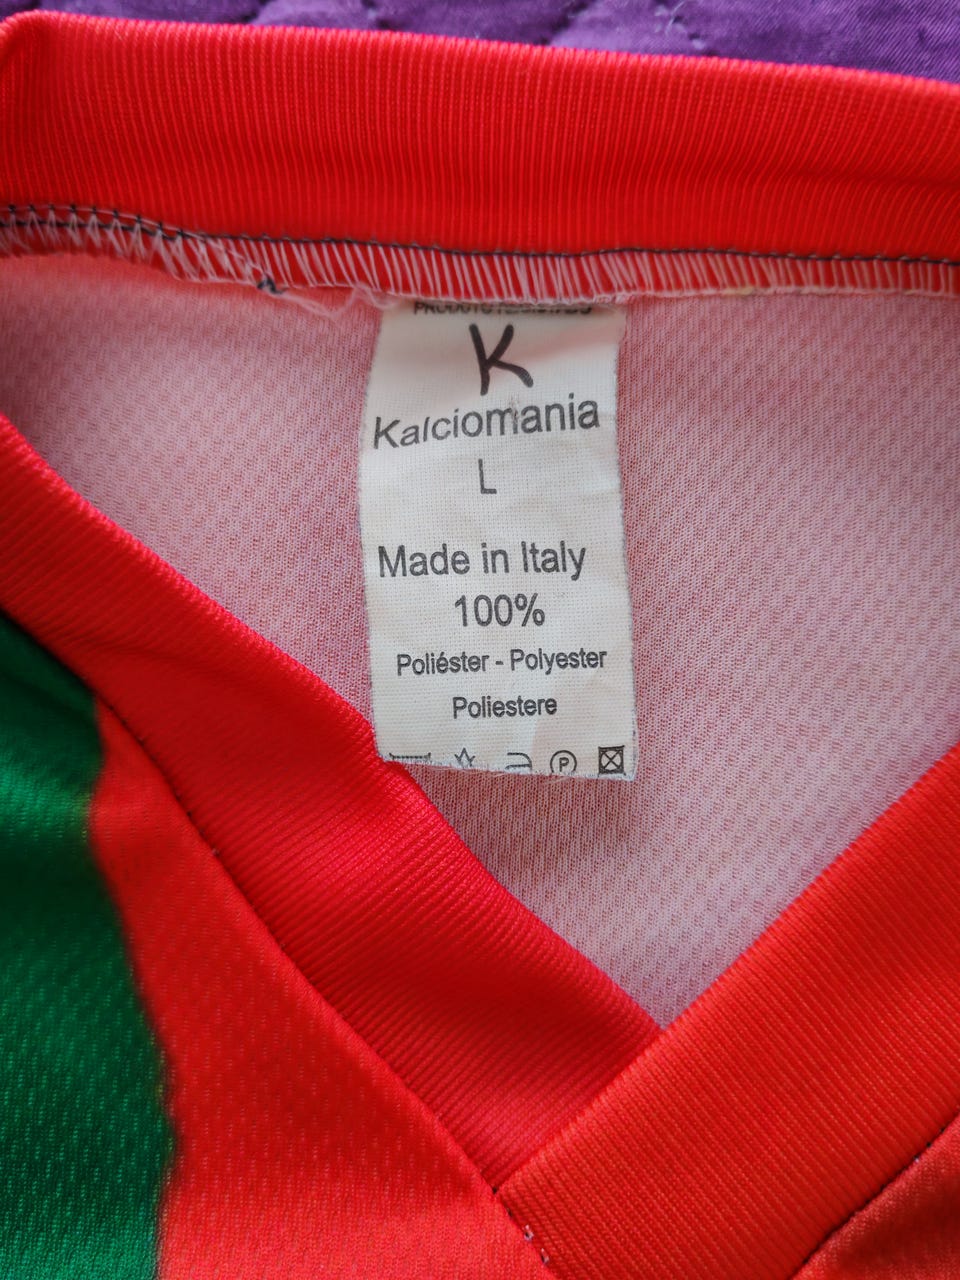 K
Kalciomania
L
Made in Italy
100%
Poliéster - Polyester
Poliestere
P